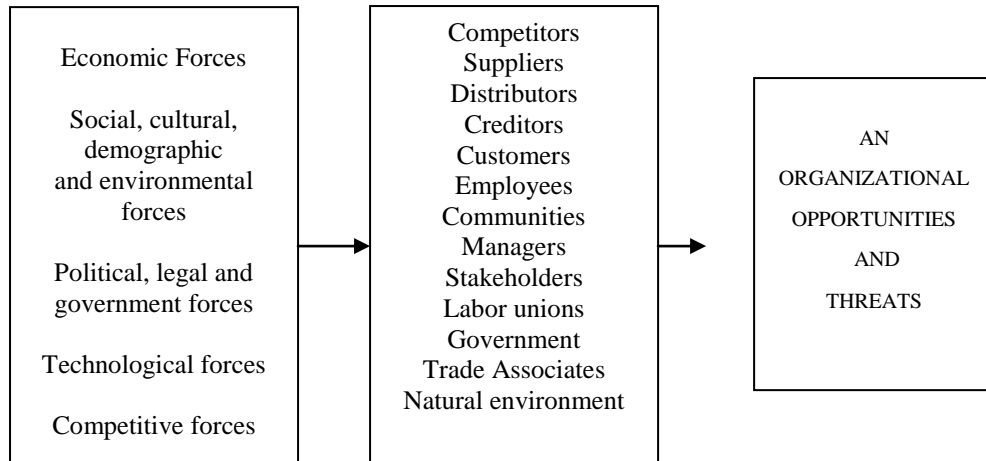 Economic Forces
Social, cultural,
demographic
and environmental
forces
Political, legal and
government forces
Technological forces
Competitive forces
Competitors
Suppliers
Distributors
Creditors
Customers
Employees
Communities
Managers
Stakeholders
Labor unions
Government
Trade Associates
Natural environment
AN
ORGANIZATIONAL
OPPORTUNITIES
AND
THREATS